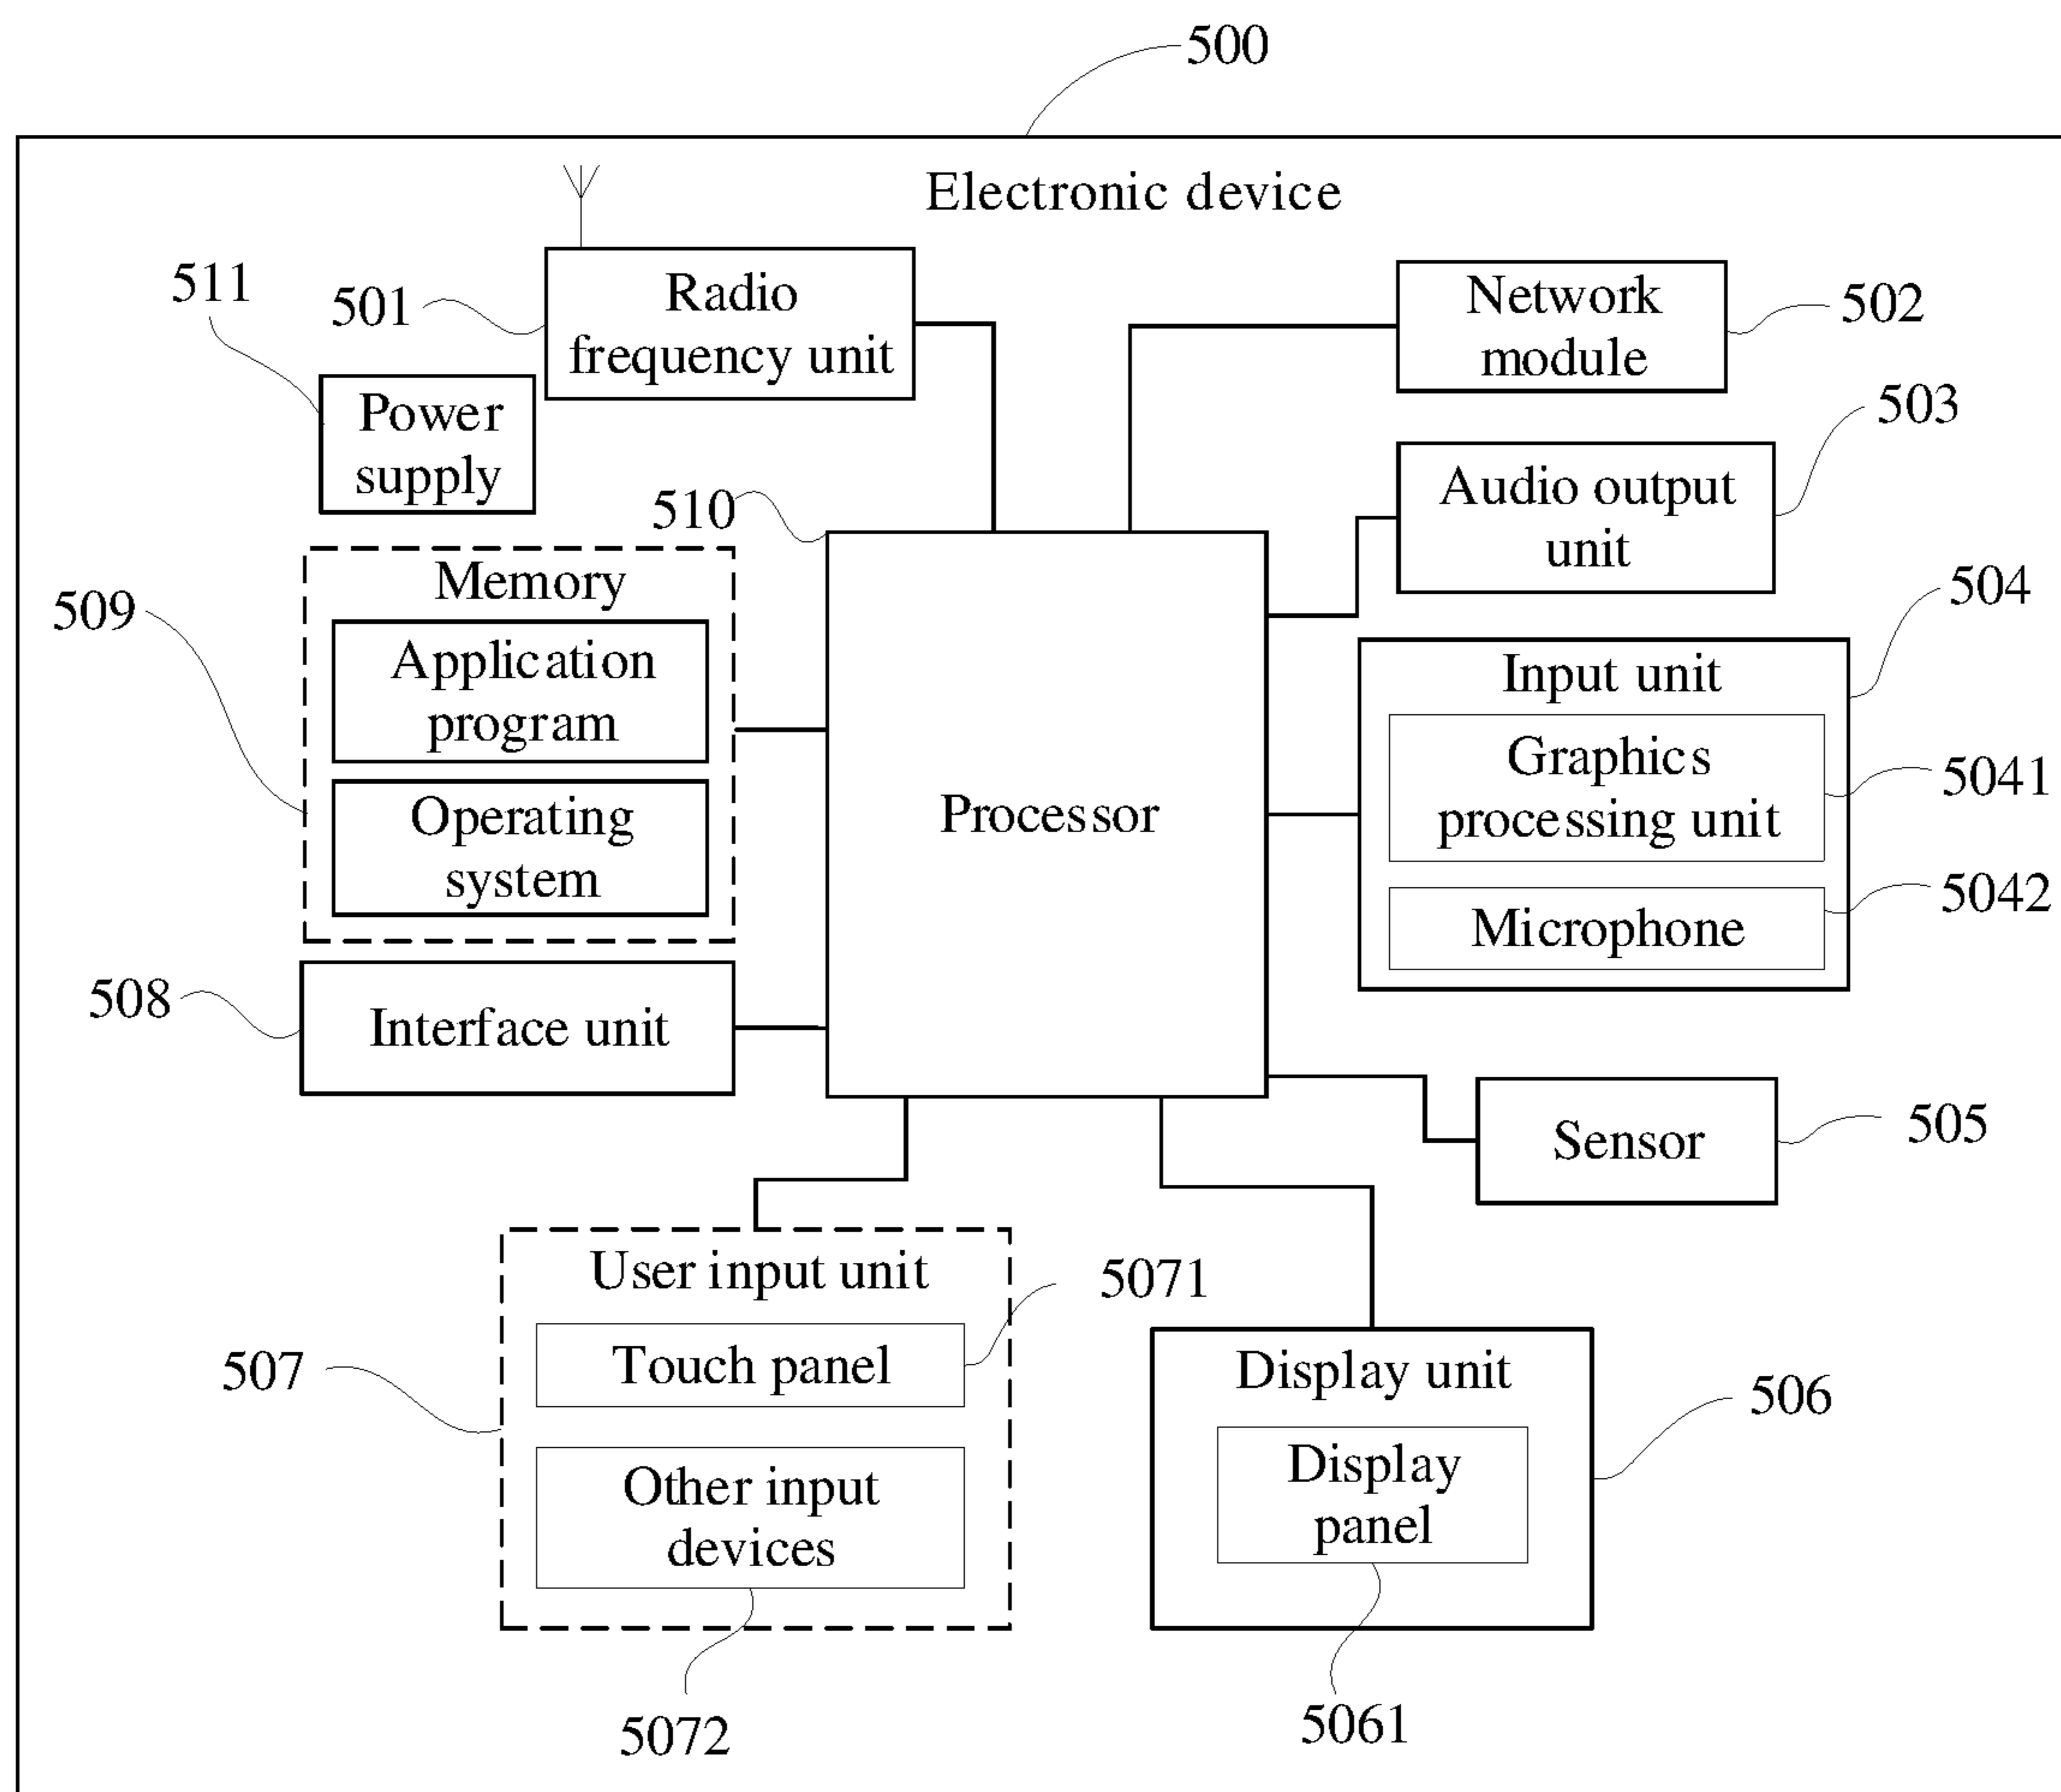 500
Electronic device
511
501
Radio
frequency unit
Network
module
502
Power
supply
503
Audio output
unit
510
Memory
509
Application
program
Operating
system
Processor
504
Input unit
Graphics
processing unit
5041
Microphone
5042
508
Interface unit
Sensor
505
User input unit
5071
Touch panel
507
Other input
devices
5072
Display unit
506
Display
panel
5061